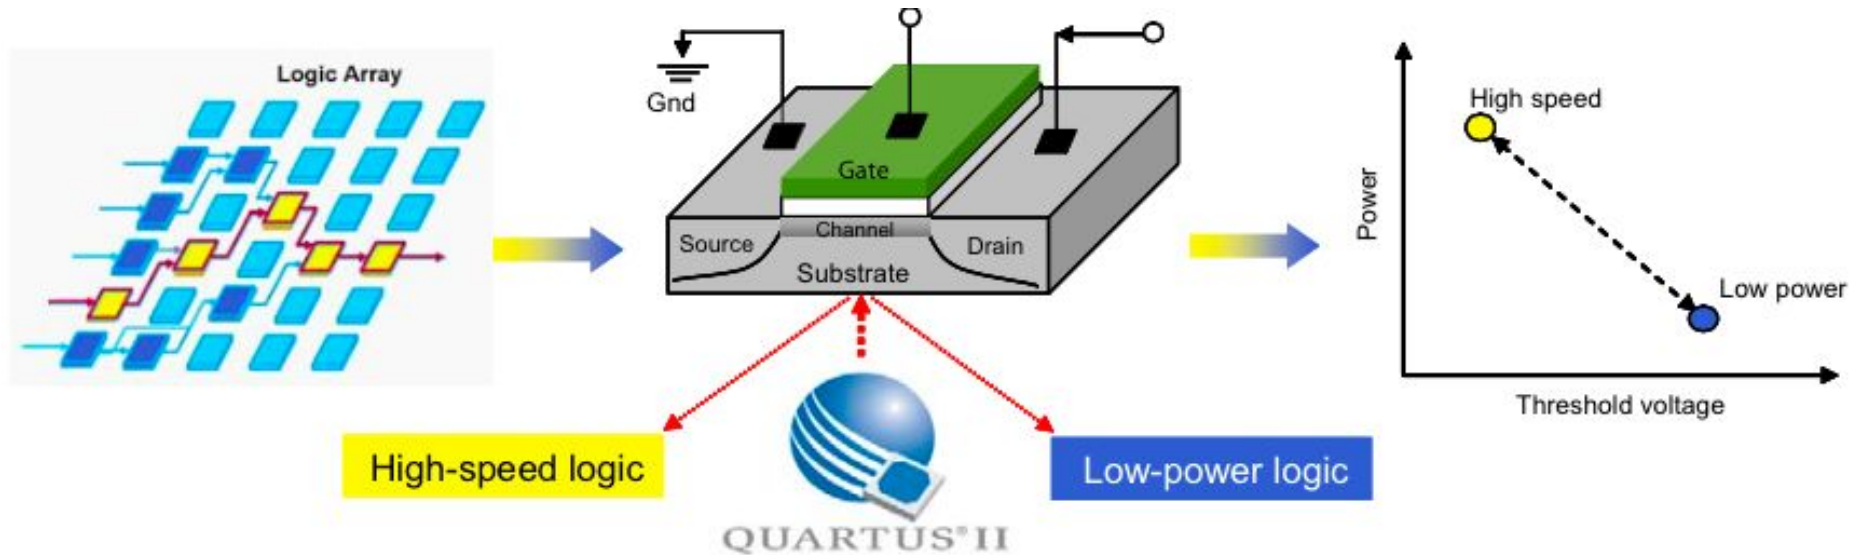 Logic Array
Gnd
Gate
Channel
Source
Drain
Substrate
High-speed logic
Low-power logic
QUARTUS®II
High speed
Power
Low power
Threshold voltage